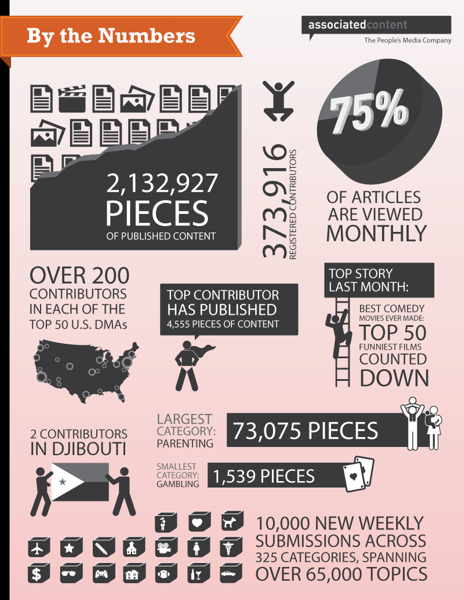 By the Numbers
associatedcontent
The People's Media Company
2,132,927
PIECES
OF PUBLISHED CONTENT
373,916
REGISTERED CONTRIBUTORS
75%
OF ARTICLES
ARE VIEWED
MONTHLY
OVER 200
CONTRIBUTORS
IN EACH OF THE
TOP 50 U.S. DMAs
TOP CONTRIBUTOR
HAS PUBLISHED
4,555 PIECES OF CONTENT
TOP STORY
LAST MONTH:
BEST COMEDY
MOVIES EVER MADE:
TOP 50
FUNNIEST FILMS
COUNTED
DOWN
2 CONTRIBUTORS
IN DJIBOUTI
LARGEST
CATEGORY:
PARENTING
73,075 PIECES
SMALLEST
CATEGORY:
GAMBLING
1,539 PIECES
10,000 NEW WEEKLY
SUBMISSIONS ACROSS
325 CATEGORIES, SPANNING
OVER 65,000 TOPICS
$